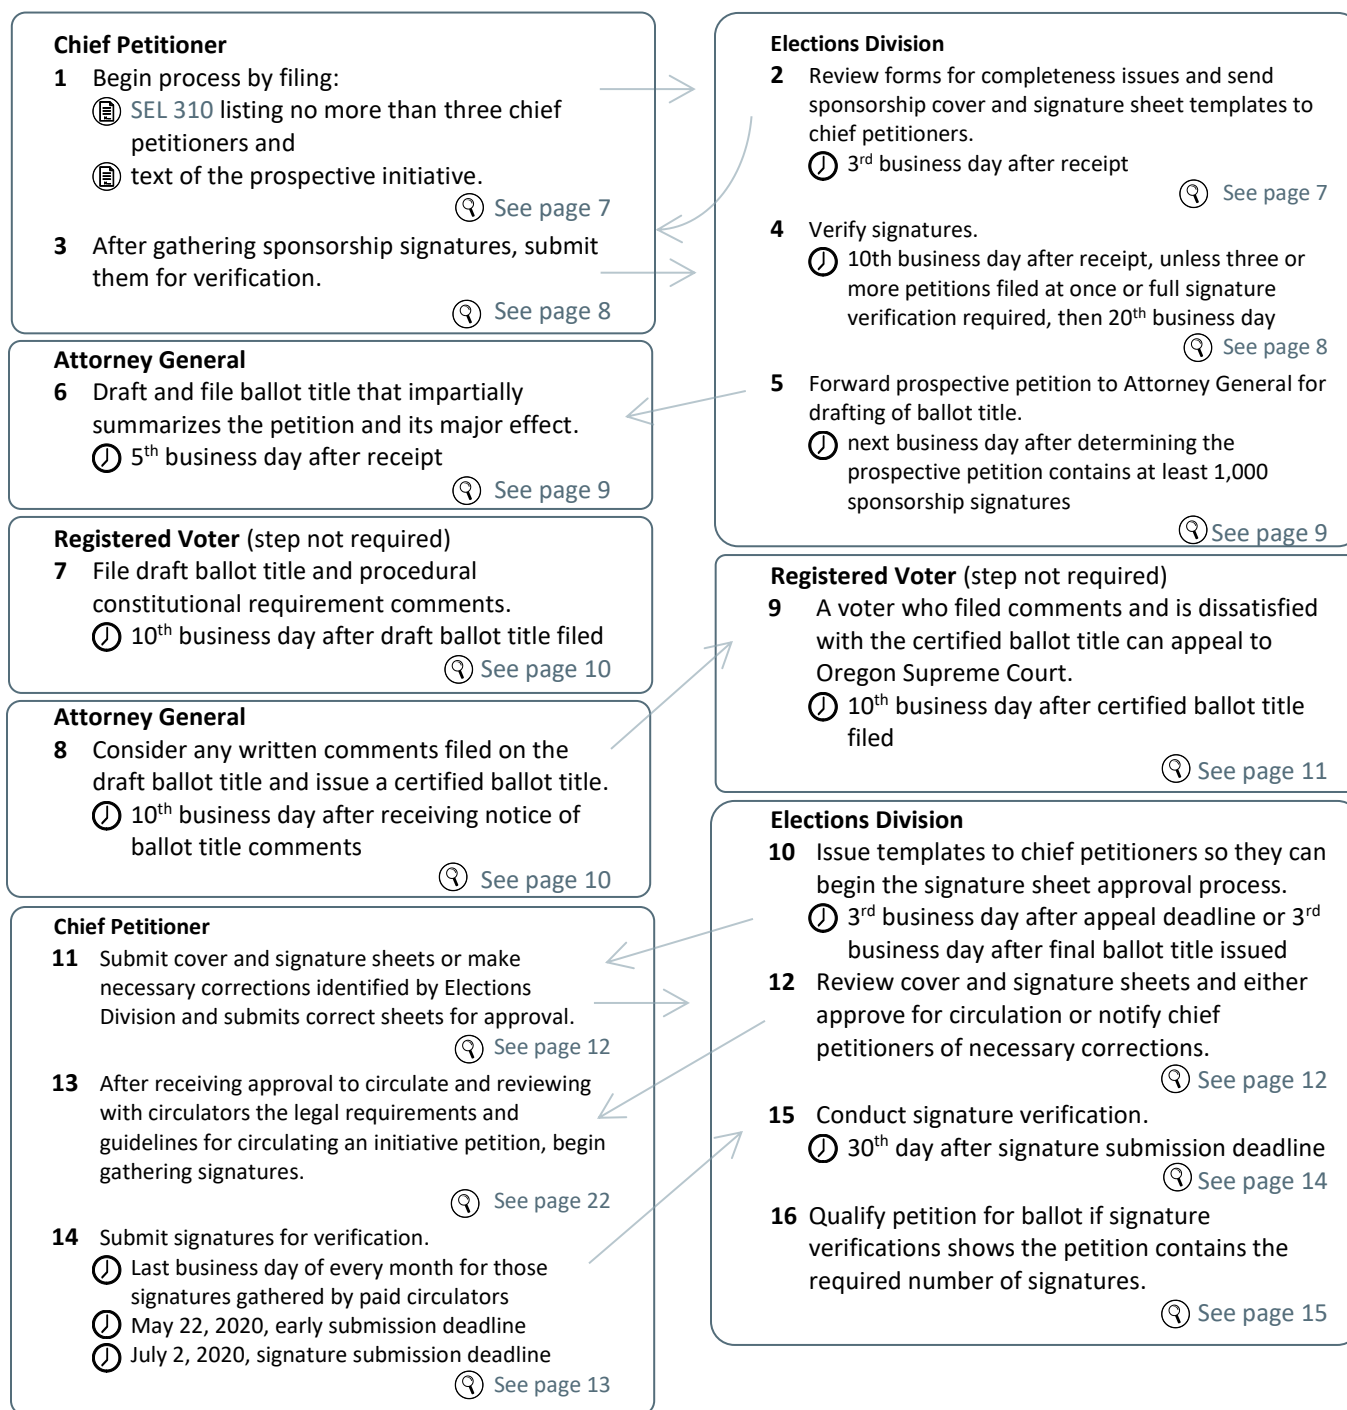 Chief Petitioner
1 Begin process by filing:
SEL 310 listing no more than three chief
petitioners and
text of the prospective initiative.
See page 7
3 After gathering sponsorship signatures, submit
them for verification.
See page 8
Elections Division
2 Review forms for completeness issues and send
sponsorship cover and signature sheet templates to
chief petitioners.
3rd business day after receipt
See page 7
4 Verify signatures.
10th business day after receipt, unless three or
more petitions filed at once or full signature
verification required, then 20th business day
See page 8
5 Forward prospective petition to Attorney General for
drafting of ballot title.
next business day after determining the
prospective petition contains at least 1,000
sponsorship signatures
See page 9
Attorney General
6 Draft and file ballot title that impartially
summarizes the petition and its major effect.
5th business day after receipt
See page 9
Registered Voter (step not required)
7 File draft ballot title and procedural
constitutional requirement comments.
10th business day after draft ballot title filed
See page 10
Attorney General
8 Consider any written comments filed on the
draft ballot title and issue a certified ballot title.
10th business day after receiving notice of
ballot title comments
See page 10
Registered Voter (step not required)
9 A voter who filed comments and is dissatisfied
with the certified ballot title can appeal to
Oregon Supreme Court.
10th business day after certified ballot title
filed
See page 11
Elections Division
10 Issue templates to chief petitioners so they can
begin the signature sheet approval process.
3rd business day after appeal deadline or 3rd
business day after final ballot title issued
12 Review cover and signature sheets and either
approve for circulation or notify chief
petitioners of necessary corrections.
See page 12
15 Conduct signature verification.
30th day after signature submission deadline
See page 14
16 Qualify petition for ballot if signature
verifications shows the petition contains the
required number of signatures.
See page 15
Chief Petitioner
11 Submit cover and signature sheets or make
necessary corrections identified by Elections
Division and submits correct sheets for approval.
See page 12
13 After receiving approval to circulate and reviewing
with circulators the legal requirements and
guidelines for circulating an initiative petition, begin
gathering signatures.
See page 22
14 Submit signatures for verification.
Last business day of every month for those
signatures gathered by paid circulators
May 22, 2020, early submission deadline
July 2, 2020, signature submission deadline
See page 13